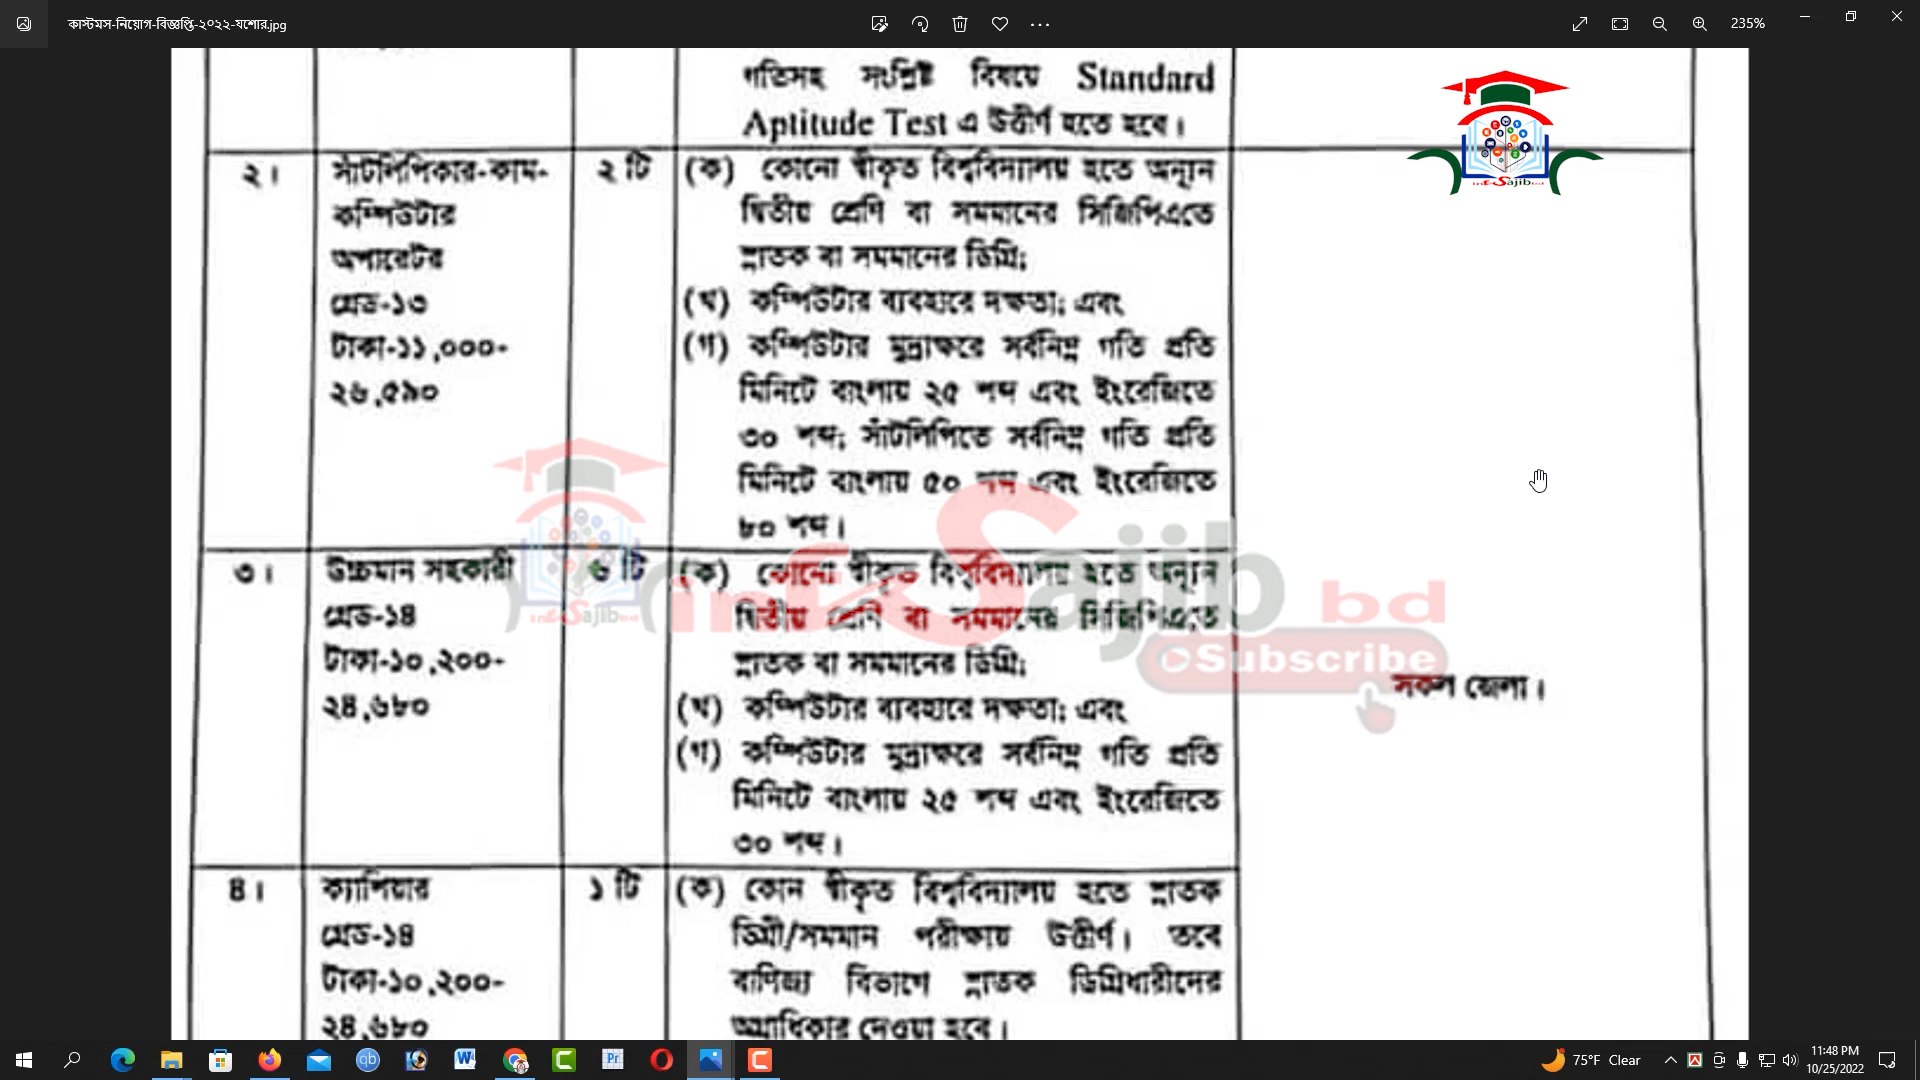 কাস্টমস-নিয়োগ-বিজ্ঞপ্তি-২০২২-যশোর.jpg
235%
গতিসহ সংশ্লিষ্ট বিষয়ে Standard
Aptitude Test এ উত্তীর্ণ হতে হবে।
২।
সাঁটলিপিকার-কাম-
কম্পিউটার
অপারেটর
গ্রেড-১৩
টাকা-১১,০০০-
২৬,৫৯০
২ টি
(ক) কোনো স্বীকৃত বিশ্ববিদ্যালয় হতে অন্যূন
দ্বিতীয় শ্রেণি বা সমমানের সিজিপিএতে
স্নাতক বা সমমানের ডিগ্রি;
(খ) কম্পিউটার ব্যবহারে দক্ষতা; এবং
(গ) কম্পিউটার মুদ্রাক্ষরে সর্বনিম্ন গতি প্রতি
মিনিটে বাংলায় ২৫ শব্দ এবং ইংরেজিতে
৩০ শব্দ; সাঁটলিপিতে সর্বনিম্ন গতি প্রতি
মিনিটে বাংলায় ৫০ শব্দ এবং ইংরেজিতে
৮০ শব্দ।
৩।
উচ্চমান সহকারী
গ্রেড-১৪
টাকা-১০,২০০-
২৪,৬৮০
৬ টি
(ক) কোনো স্বীকৃত বিশ্ববিদ্যালয় হতে অন্যূন
দ্বিতীয় শ্রেণি বা সমমানের সিজিপিএতে
স্নাতক বা সমমানের ডিগ্রি;
(খ) কম্পিউটার ব্যবহারে দক্ষতা; এবং
(গ) কম্পিউটার মুদ্রাক্ষরে সর্বনিম্ন গতি প্রতি
মিনিটে বাংলায় ২৫ শব্দ এবং ইংরেজিতে
৩০ শব্দ।
সকল জেলা।
৪।
ক্যাশিয়ার
গ্রেড-১৪
টাকা-১০,২০০-
২৪,৬৮০
১ টি
(ক) কোন স্বীকৃত বিশ্ববিদ্যালয় হতে স্নাতক
ডিগ্রী/সমমান পরীক্ষায় উত্তীর্ণ। তবে
বাণিজ্য বিভাগে স্নাতক ডিগ্রিধারীদের
অগ্রাধিকার দেওয়া হবে।
Sajib bd
Subscribe
75°F Clear
11:48 PM
10/25/2022